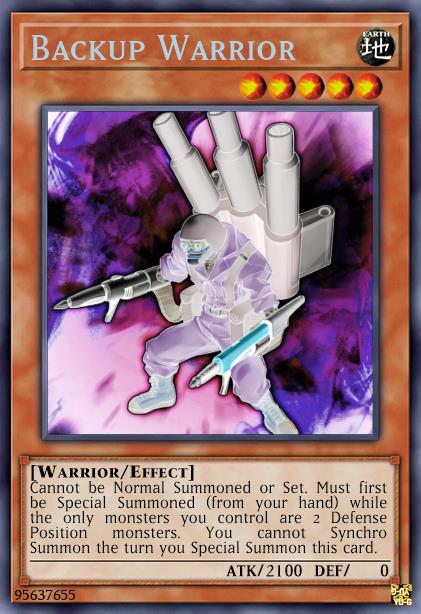 Backup Warrior
EARTH
地
[Warrior/Effect]
Cannot be Normal Summoned or Set. Must first
be Special Summoned (from your hand) while
the only monsters you control are 2 Defense
Position monsters. You cannot Synchro
Summon the turn you Special Summon this card.
ATK/2100 DEF/ 0
95637655